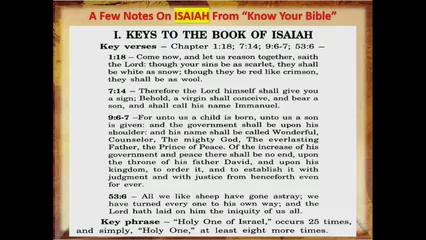 A Few Notes On ISAIAH From “Know Your Bible”
I. KEYS TO THE BOOK OF ISAIAH
Key verses – Chapter 1:18; 7:14; 9:6-7; 53:6 –
1:18 – Come now, and let us reason together, saith
the Lord: though your sins be as scarlet, they shall
be white as snow; though they be red like crimson,
they shall be as wool.
7:14 – Therefore the Lord himself shall give you
a sign; Behold, a virgin shall conceive, and bear a
son, and shall call his name Immanuel.
9:6-7 – For unto us a child is born, unto us a son
is given: and the government shall be upon his
shoulder: and his name shall be called Wonderful,
Counselor, The mighty God, The everlasting
Father, the Prince of Peace. Of the increase of his
government and peace there shall be no end, upon
the throne of his father David, and upon his
kingdom, to order it, and to establish it with
judgment and with justice from henceforth even
for ever.
53:6 – All we like sheep have gone astray; we
have turned every one to his own way; and the
Lord hath laid on him the iniquity of us all.
Key phrase – “Holy One of Israel,” occurs 25 times,
and simply, “Holy One,” at least eight more times.